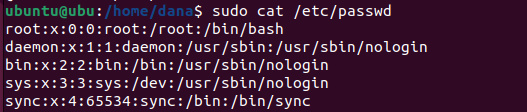 ubuntu@ubu:/home/dana$ sudo cat /etc/passwd
root:x:0:0:root:/root:/bin/bash
daemon:x:1:1:daemon:/usr/sbin:/usr/sbin/nologin
bin:x:2:2:bin:/bin:/usr/sbin/nologin
sys:x:3:3:sys:/dev:/usr/sbin/nologin
sync:x:4:65534:sync:/bin:/bin/sync